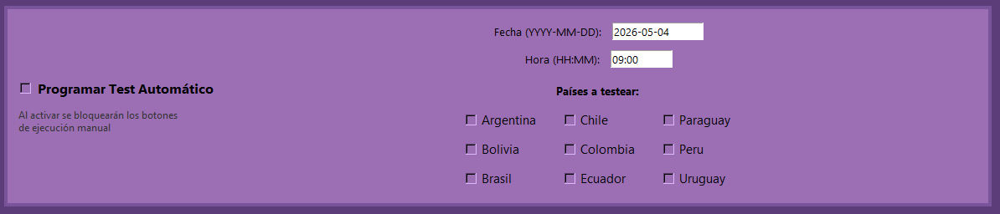 Fecha (YYYY-MM-DD): 2026-05-04
Hora (HH:MM): 09:00
Programar Test Automático
Al activar se bloquearán los botones
de ejecución manual
Países a testear:
Argentina Chile Paraguay
Bolivia Colombia Peru
Brasil Ecuador Uruguay